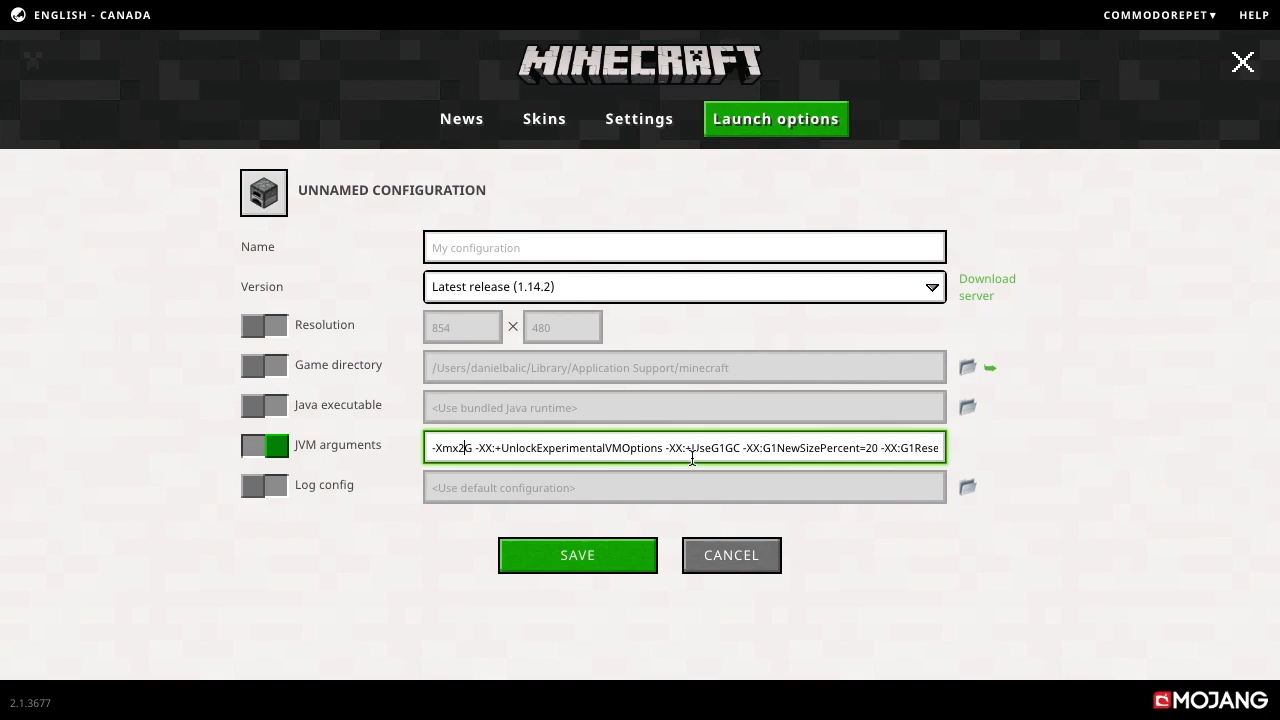 ENGLISH - CANADA
COMMODOREPET▼
HELP
MINECRAFT
News
Skins
Settings
Launch options
UNNAMED CONFIGURATION
Name
My configuration
Version
Latest release (1.14.2)
Download
server
Resolution
854
×
480
Game directory
/Users/danielbalic/Library/Application Support/minecraft
Java executable
<Use bundled Java runtime>
JVM arguments
-Xmx2G -XX:+UnlockExperimentalVMOptions -XX:+UseG1GC -XX:G1NewSizePercent=20 -XX:G1Rese
Log config
<Use default configuration>
SAVE
CANCEL
2.1.3677
MOJANG